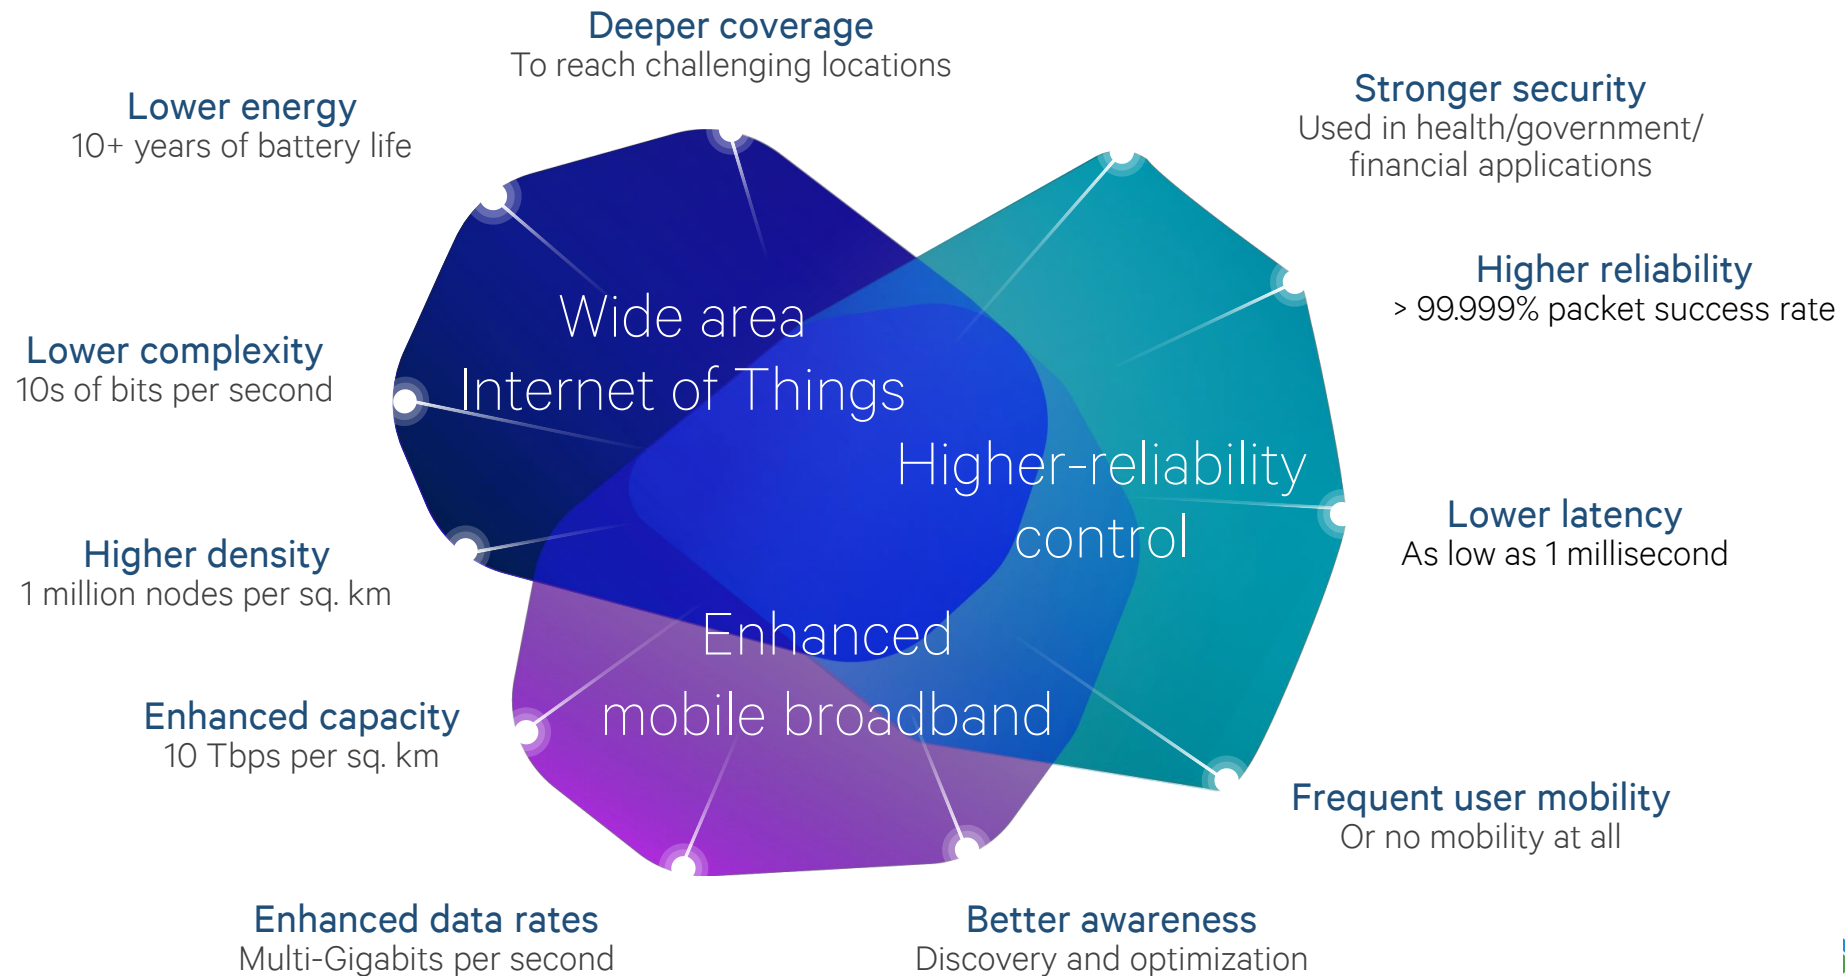 Deeper coverage
To reach challenging locations
Lower energy
10+ years of battery life
Stronger security
Used in health/government/
financial applications
Higher reliability
> 99.999% packet success rate
Wide area
Internet of Things
Lower complexity
10s of bits per second
Higher-reliability
control
Lower latency
As low as 1 millisecond
Higher density
1 million nodes per sq. km
Enhanced
mobile broadband
Enhanced capacity
10 Tbps per sq. km
Frequent user mobility
Or no mobility at all
Enhanced data rates
Multi-Gigabits per second
Better awareness
Discovery and optimization